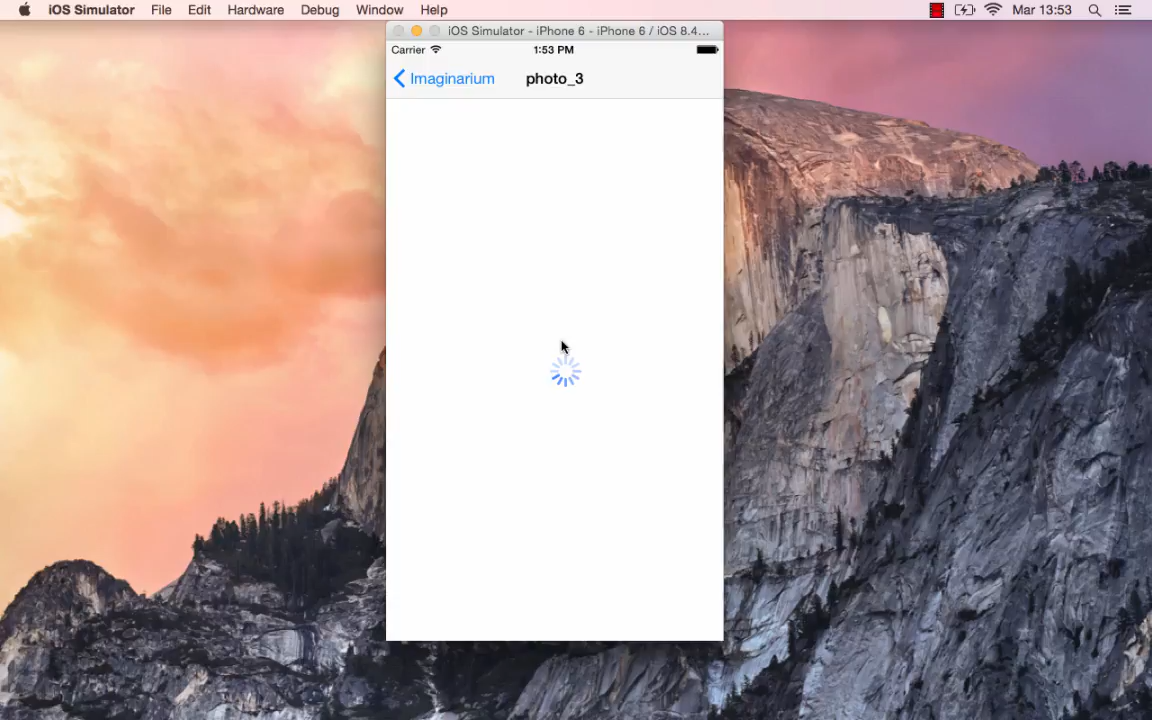 iOS Simulator File Edit Hardware Debug Window Help Mar 13:53
iOS Simulator - iPhone 6 - iPhone 6 / iOS 8.4...
Carrier 1:53 PM
Imaginarium photo_3